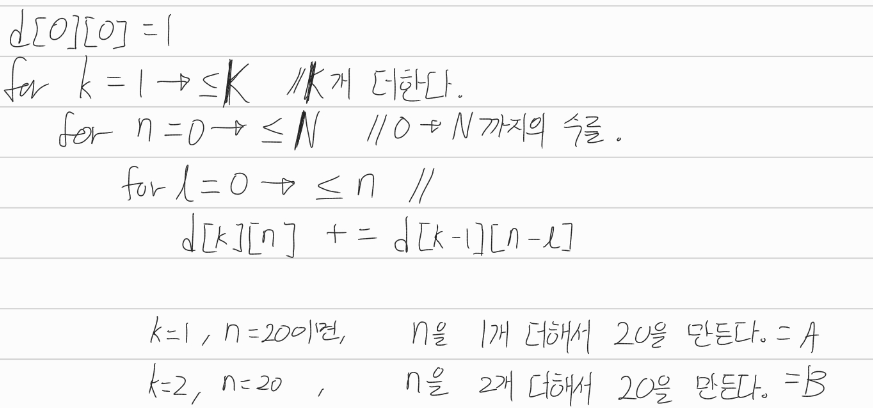 d[0][0] = 1
for k = 1 → ≤ K //K개 더한다.
for n = 0 → ≤ N //0 → N까지의 수를.
for l = 0 → ≤ n //
d[k][n] += d[k-1][n-l]
k=1, n=20이면, n을 1개 더해서 20을 만든다. = A
k=2, n=20, n을 2개 더해서 20을 만든다. = B